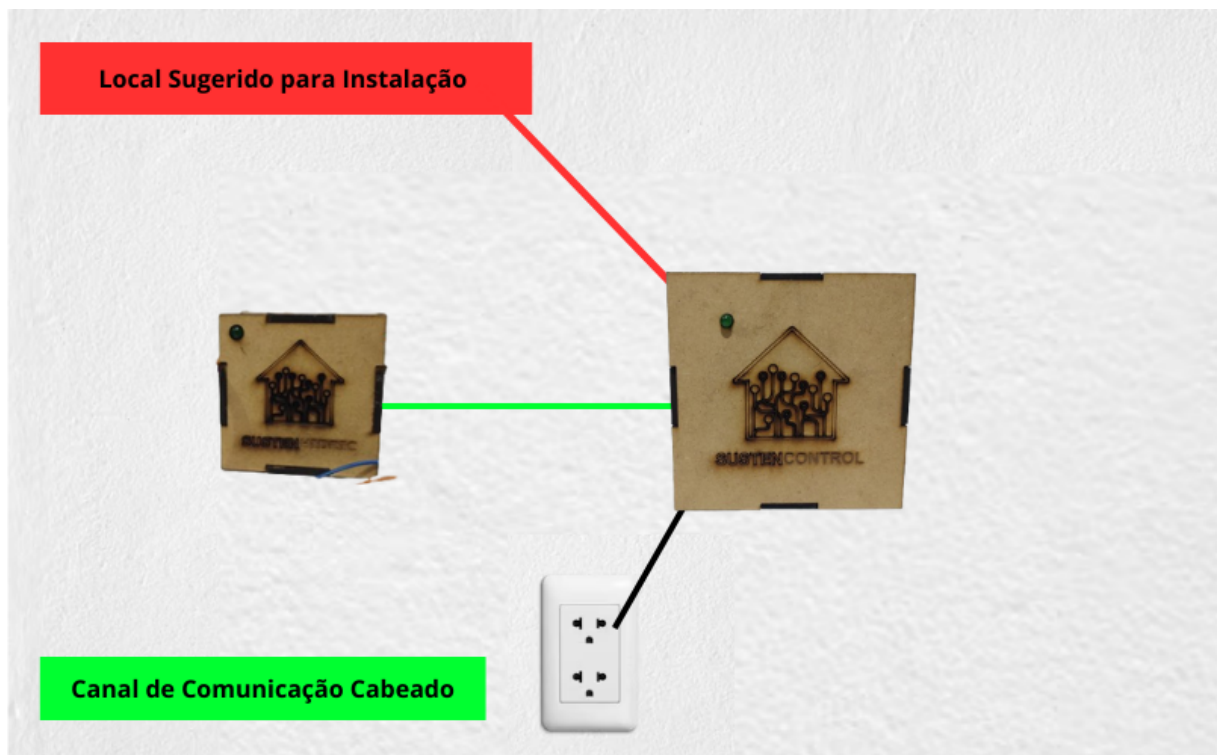 Local Sugerido para Instalação
SUSTENCONTROL
Canal de Comunicação Cabeado